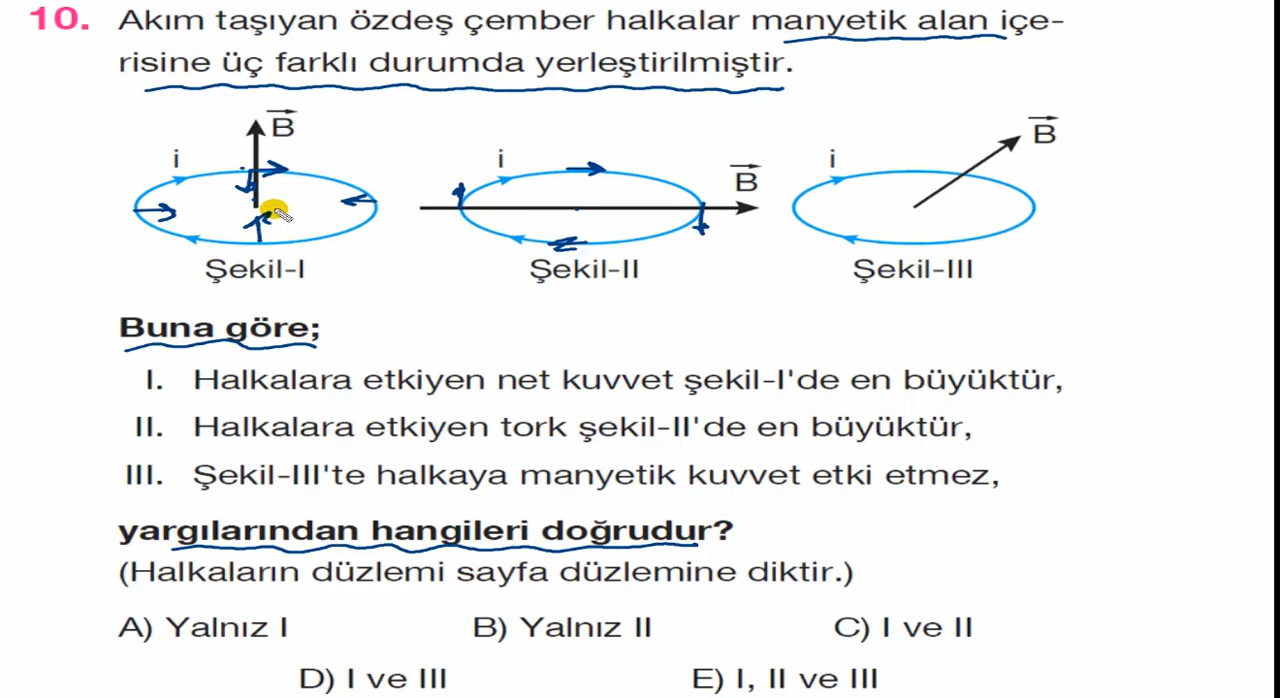 10. Akım taşıyan özdeş çember halkalar manyetik alan içe-
risine üç farklı durumda yerleştirilmiştir.
i B i B i B
Şekil-I Şekil-II Şekil-III
Buna göre;
I. Halkalara etkiyen net kuvvet şekil-I'de en büyüktür,
II. Halkalara etkiyen tork şekil-II'de en büyüktür,
III. Şekil-III'te halkaya manyetik kuvvet etki etmez,
yargılarından hangileri doğrudur?
(Halkaların düzlemi sayfa düzlemine diktir.)
A) Yalnız I B) Yalnız II C) I ve II
D) I ve III E) I, II ve III